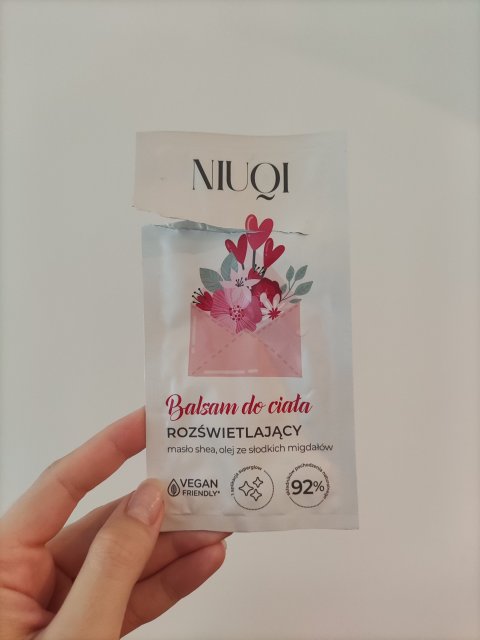 NIUQI
Balsam do ciała
ROZŚWIETLAJĄCY
masło shea, olej ze słodkich migdałów
VEGAN
FRIENDLY*
92%